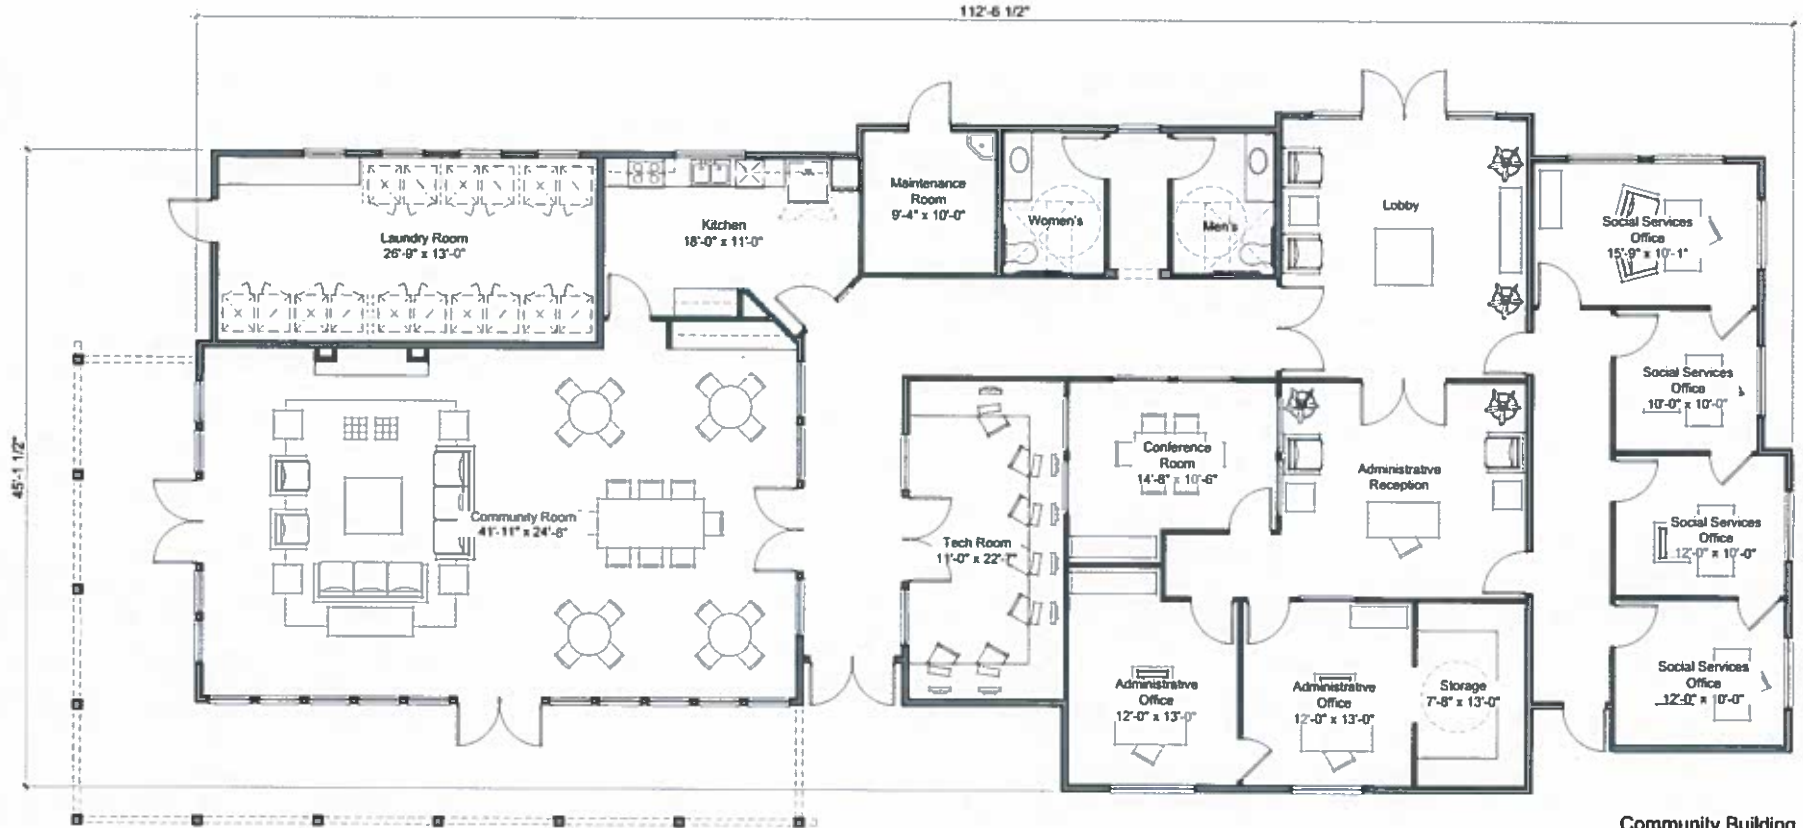 112'-6 1/2"
45'-1 1/2"
Laundry Room
26'-9" x 13'-0"
Kitchen
18'-0" x 11'-0"
Maintenance
Room
9'-4" x 10'-0"
Women's
Men's
Lobby
Social Services
Office
15'-9" x 10'-1"
Social Services
Office
10'-0" x 10'-0"
Community Room
41'-11" x 24'-6"
Tech Room
11'-0" x 22'-
Conference
Room
14'-8" x 10'-6"
Administrative
Reception
Social Services
Office
12'-0" x 10'-0"
Administrative
Office
12'-0" x 13'-0"
Administrative
Office
12'-0" x 13'-0"
Storage
7'-8" x 13'-0"
Social Services
Office
12'-0" x 10'-0"
Community Building